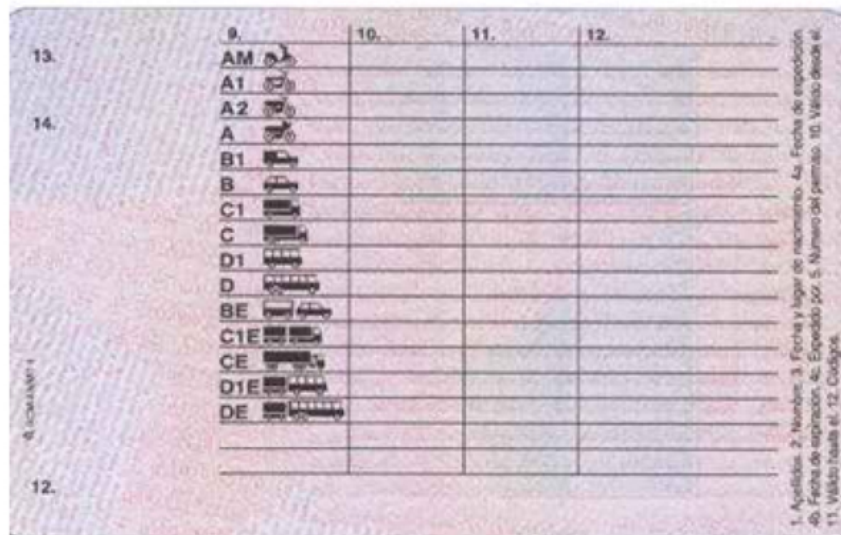 9. 10. 11. 12.
13.
AM
A1
A2
14.
A
B1
B
C1
C
D1
D
BE
C1E
CE
D1E
DE
12.
1. Apellidos. 2. Nombre. 3. Fecha y lugar de nacimiento. 4a. Fecha de expedición.
4b. Fecha de expiración. 4c. Expedido por. 5. Número del permiso. 10. Válido desde el.
11. Válido hasta el. 12. Códigos.